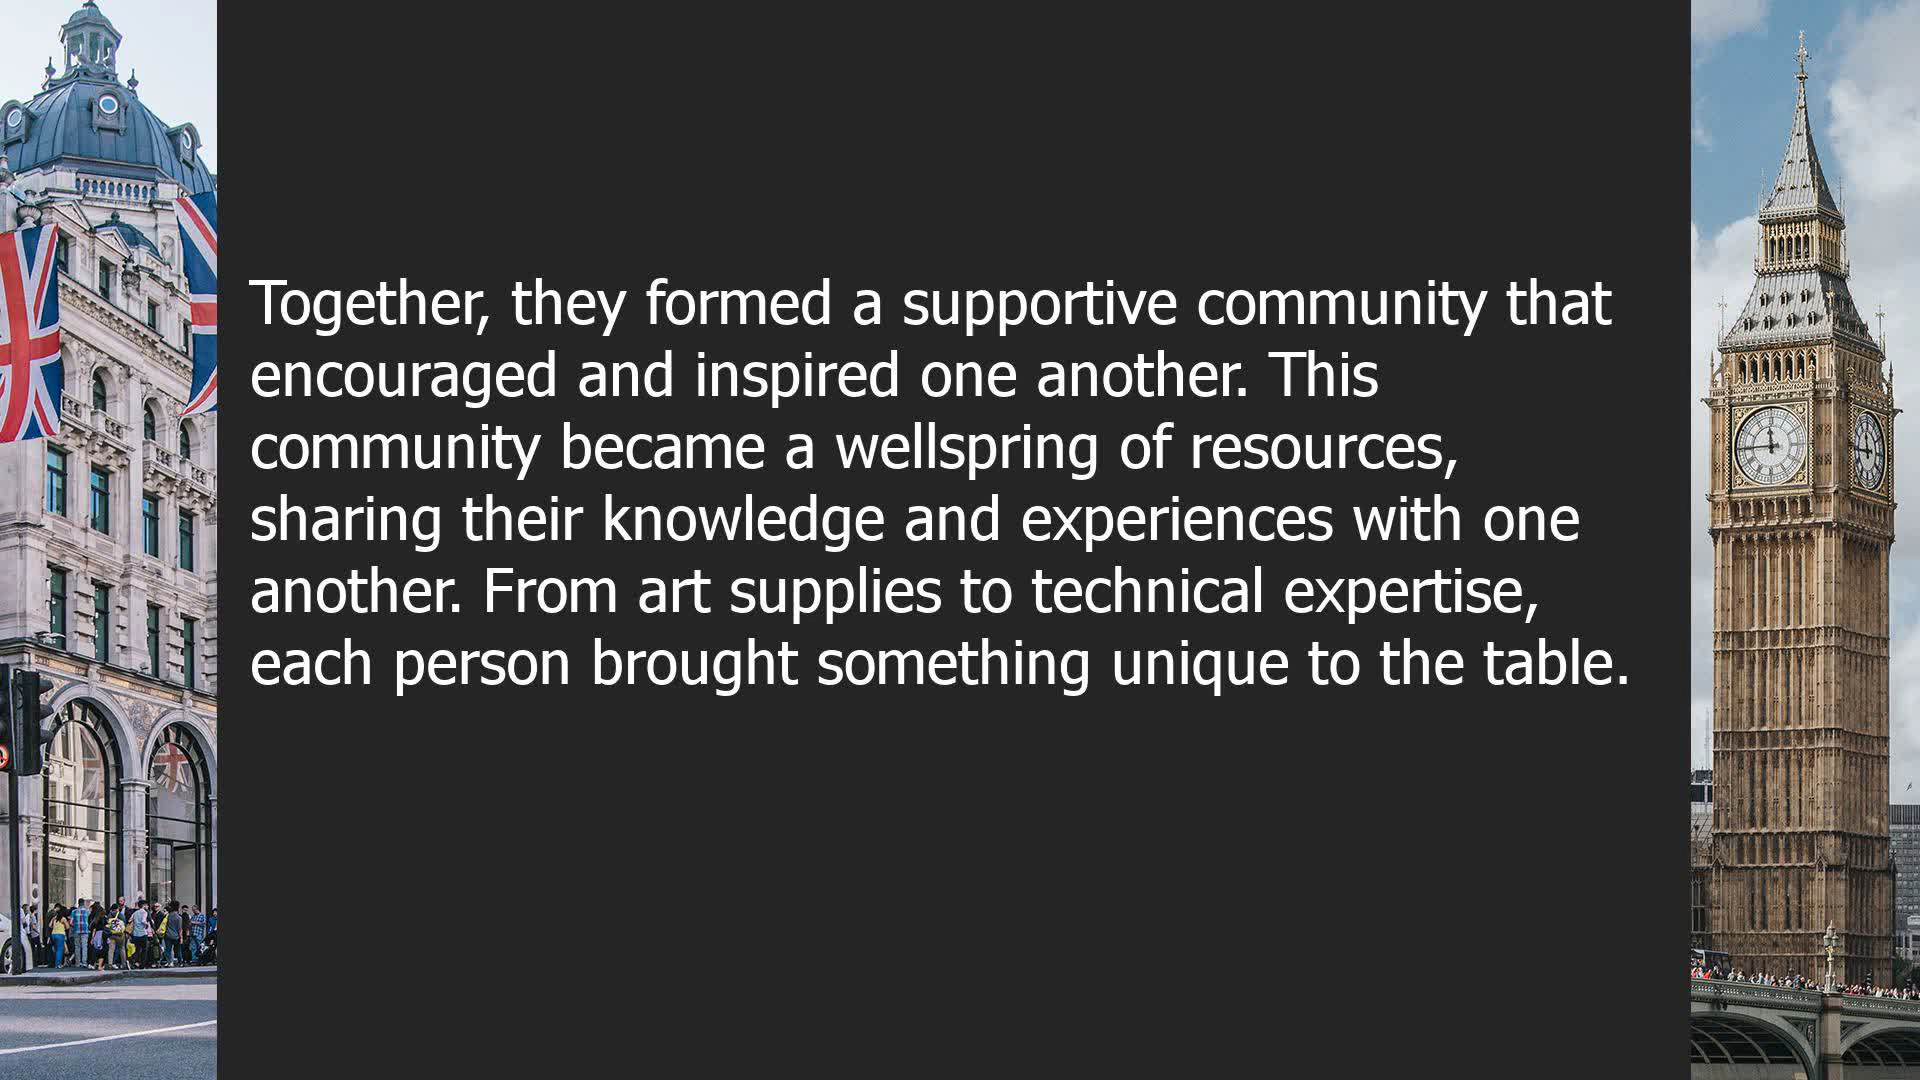 Together, they formed a supportive community that
encouraged and inspired one another. This
community became a wellspring of resources,
sharing their knowledge and experiences with one
another. From art supplies to technical expertise,
each person brought something unique to the table.